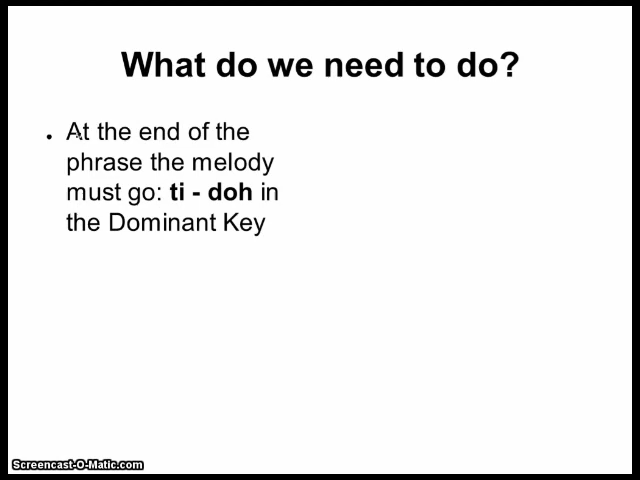 What do we need to do?
• At the end of the
phrase the melody
must go: ti - doh in
the Dominant Key
Screencast-O-Matic.com